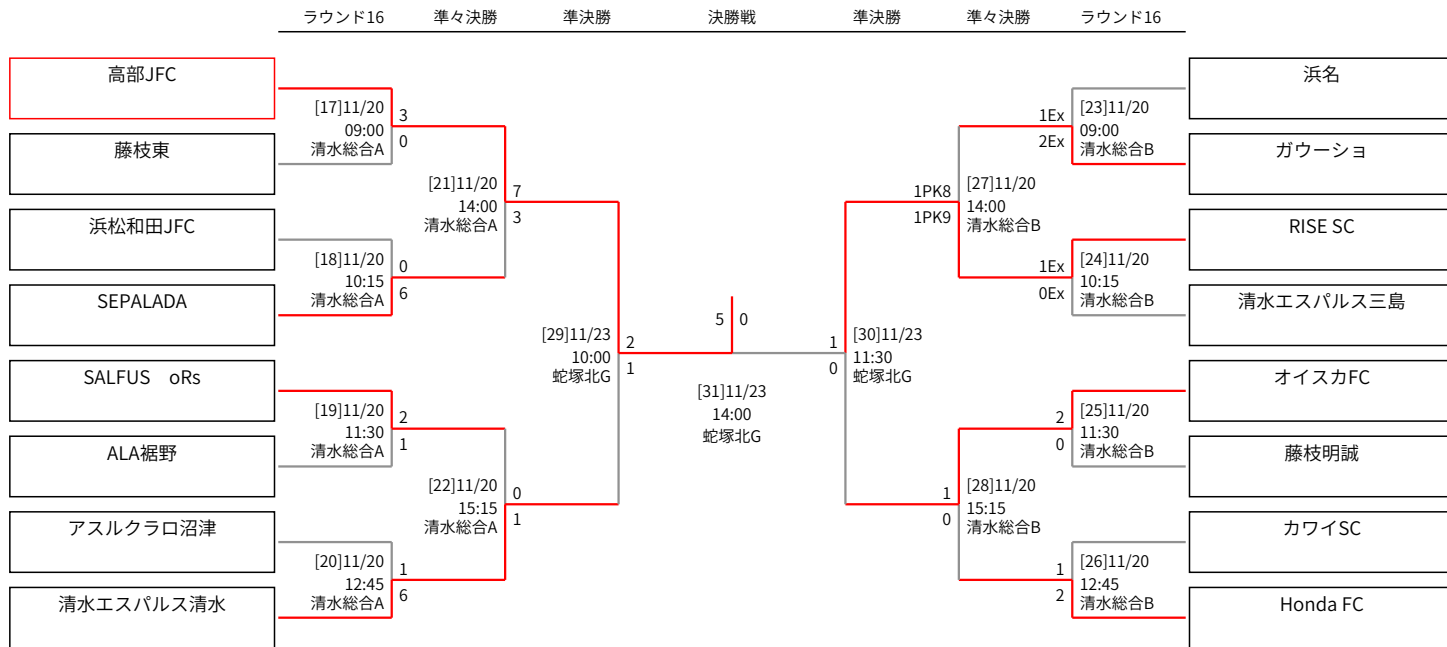 ラウンド16 準々決勝 準決勝 決勝戦 準決勝 準々決勝 ラウンド16
高部JFC
藤枝東
浜松和田JFC
SEPALADA
SALFUS　oRs
ALA裾野
アスルクラロ沼津
清水エスパルス清水
[17]11/20
09:00
清水総合A
3
0
[18]11/20
10:15
清水総合A
0
6
[19]11/20
11:30
清水総合A
2
1
[20]11/20
12:45
清水総合A
1
6
[21]11/20
14:00
清水総合A
7
3
[22]11/20
15:15
清水総合A
0
1
[29]11/23
10:00
蛇塚北G
2
1
5 0
[31]11/23
14:00
蛇塚北G
1
0
[30]11/23
11:30
蛇塚北G
1PK8
1PK9
[27]11/20
14:00
清水総合B
1
0
[28]11/20
15:15
清水総合B
1Ex
2Ex
[23]11/20
09:00
清水総合B
1Ex
0Ex
[24]11/20
10:15
清水総合B
2
0
[25]11/20
11:30
清水総合B
1
2
[26]11/20
12:45
清水総合B
浜名
ガウーショ
RISE SC
清水エスパルス三島
オイスカFC
藤枝明誠
カワイSC
Honda FC